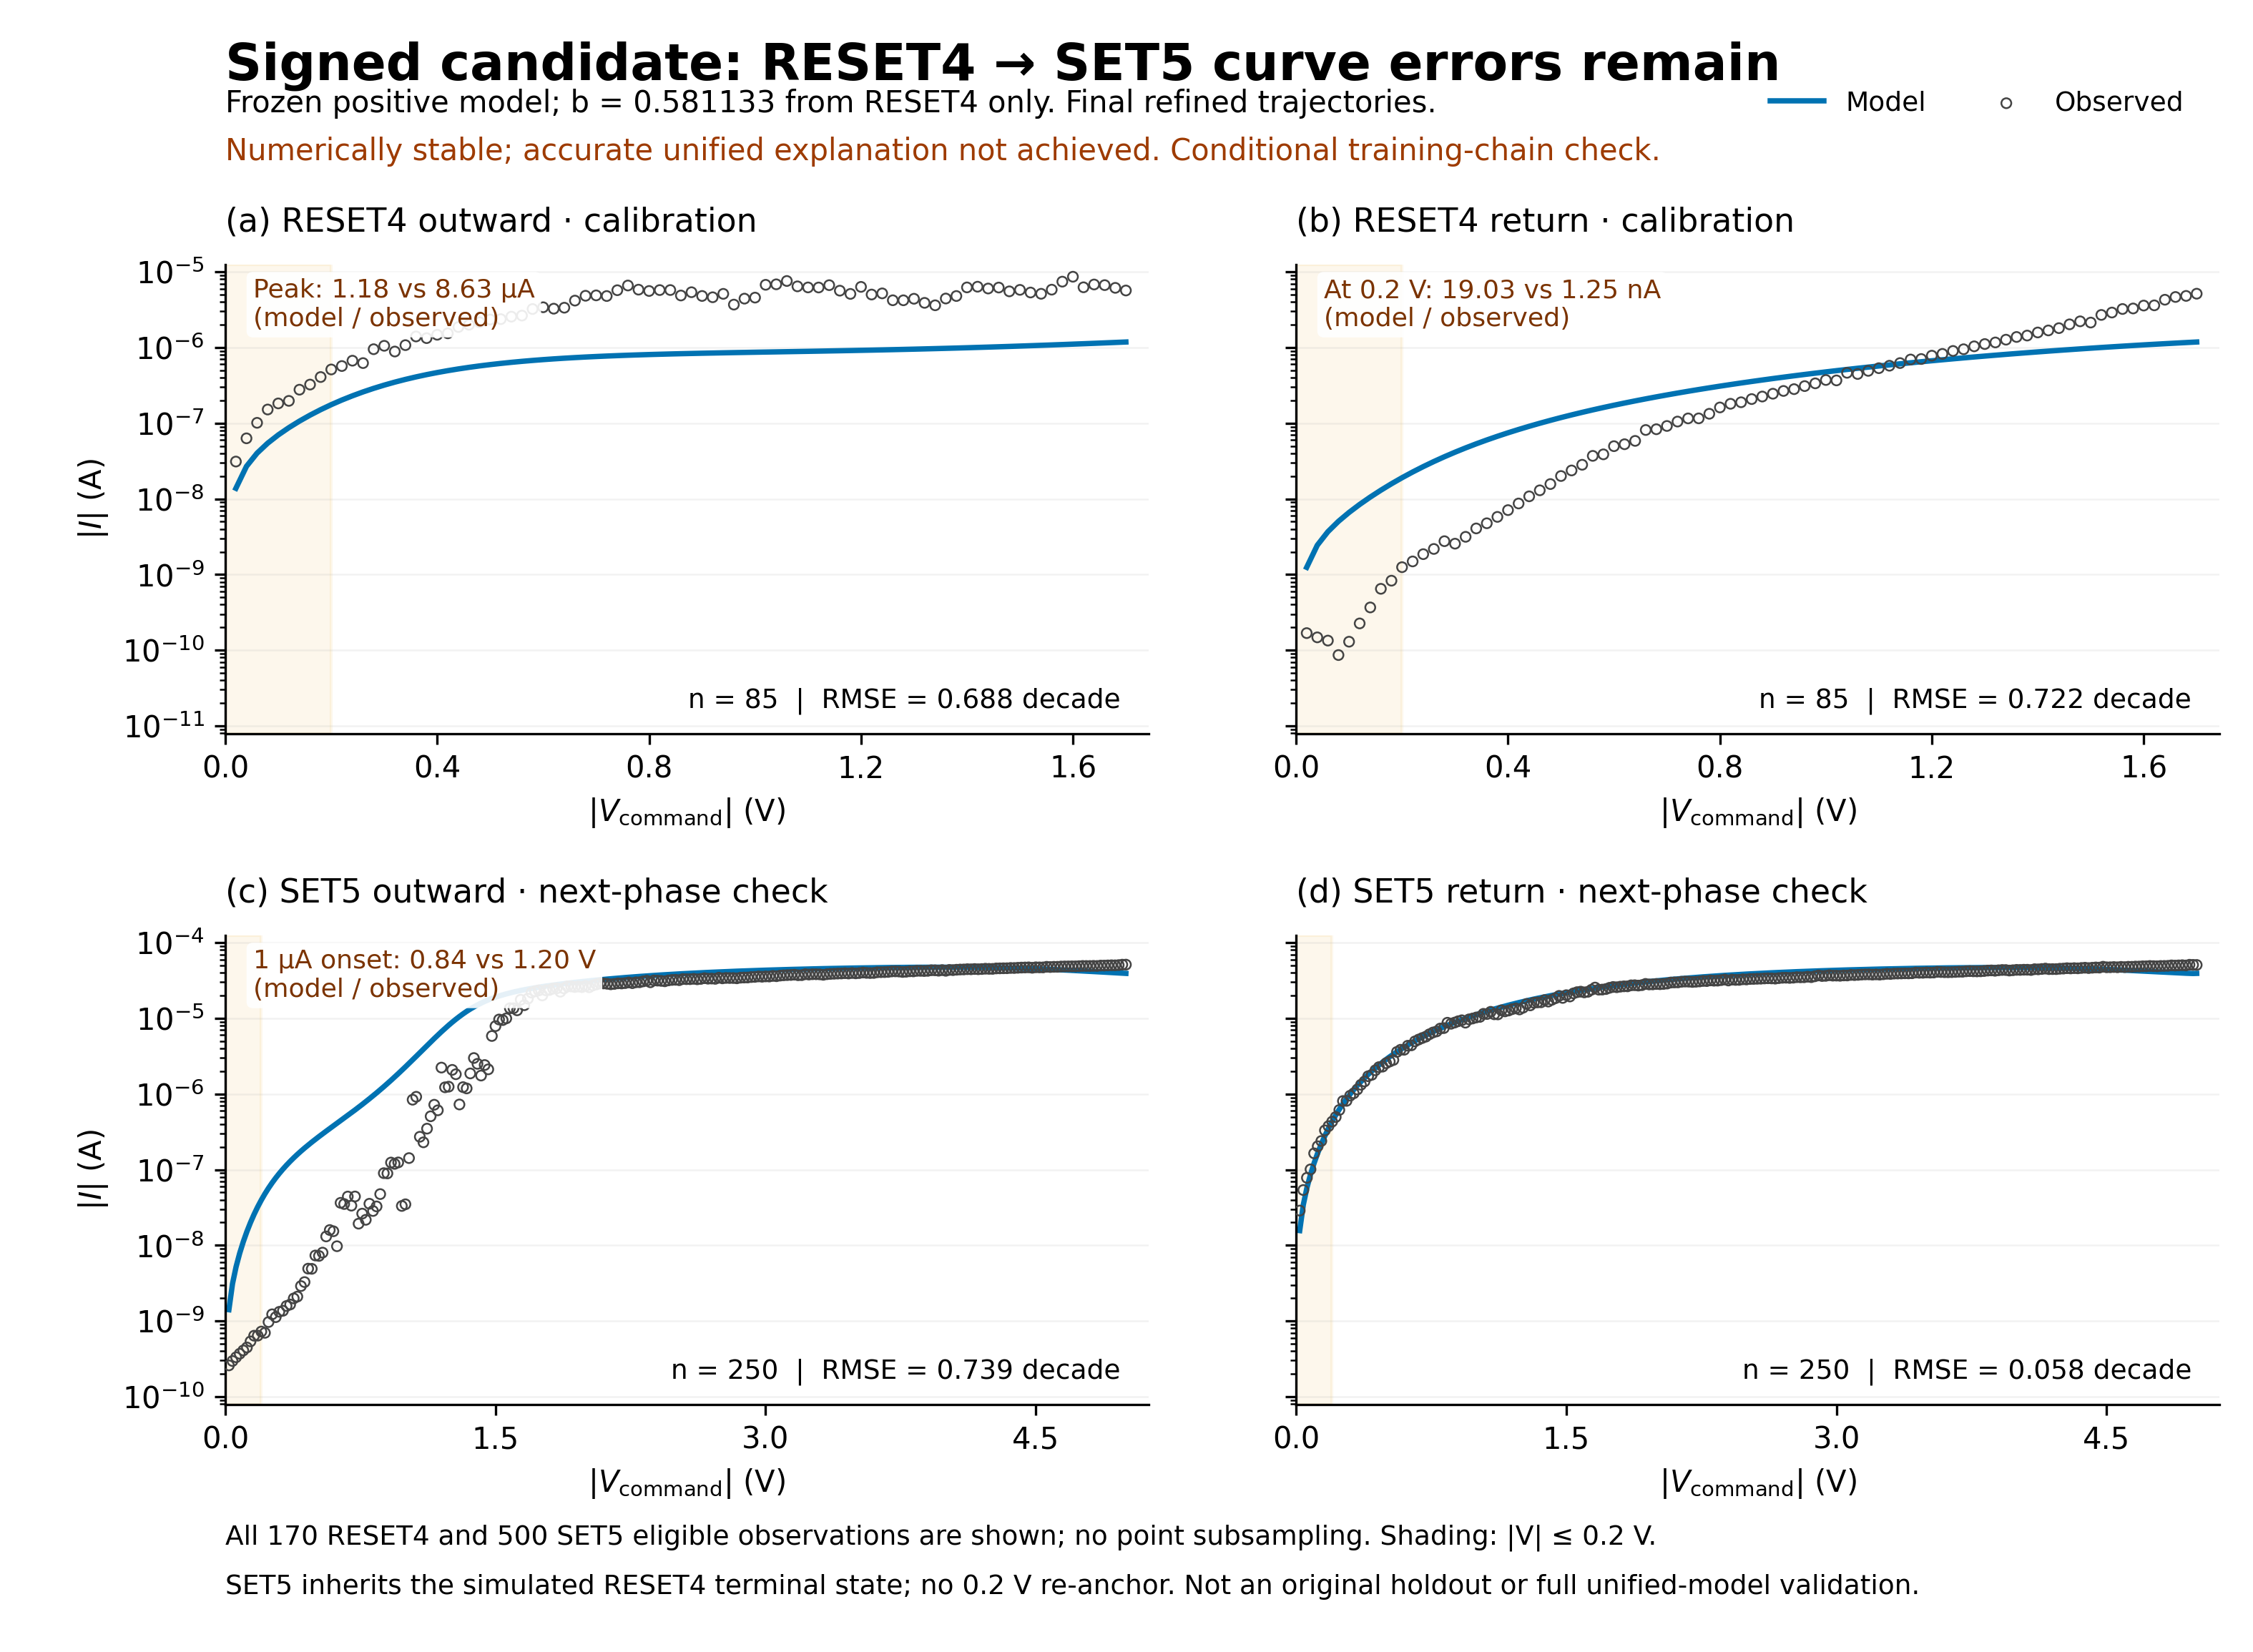 Signed candidate: RESET4 → SET5 curve errors remain
Frozen positive model; b = 0.581133 from RESET4 only. Final refined trajectories.
Model
Observed
Numerically stable; accurate unified explanation not achieved. Conditional training-chain check.
(a) RESET4 outward · calibration
Peak: 1.18 vs 8.63 µA
(model / observed)
10⁻⁵
10⁻⁶
10⁻⁷
10⁻⁸
10⁻⁹
10⁻¹⁰
10⁻¹¹
|I| (A)
n = 85 | RMSE = 0.688 decade
0.0 0.4 0.8 1.2 1.6
|V_command| (V)
(b) RESET4 return · calibration
At 0.2 V: 19.03 vs 1.25 nA
(model / observed)
n = 85 | RMSE = 0.722 decade
0.0 0.4 0.8 1.2 1.6
|V_command| (V)
(c) SET5 outward · next-phase check
1 µA onset: 0.84 vs 1.20 V
(model / observed)
10⁻⁴
10⁻⁵
10⁻⁶
10⁻⁷
10⁻⁸
10⁻⁹
10⁻¹⁰
|I| (A)
n = 250 | RMSE = 0.739 decade
0.0 1.5 3.0 4.5
|V_command| (V)
(d) SET5 return · next-phase check
n = 250 | RMSE = 0.058 decade
0.0 1.5 3.0 4.5
|V_command| (V)
All 170 RESET4 and 500 SET5 eligible observations are shown; no point subsampling. Shading: |V| ≤ 0.2 V.
SET5 inherits the simulated RESET4 terminal state; no 0.2 V re-anchor. Not an original holdout or full unified-model validation.